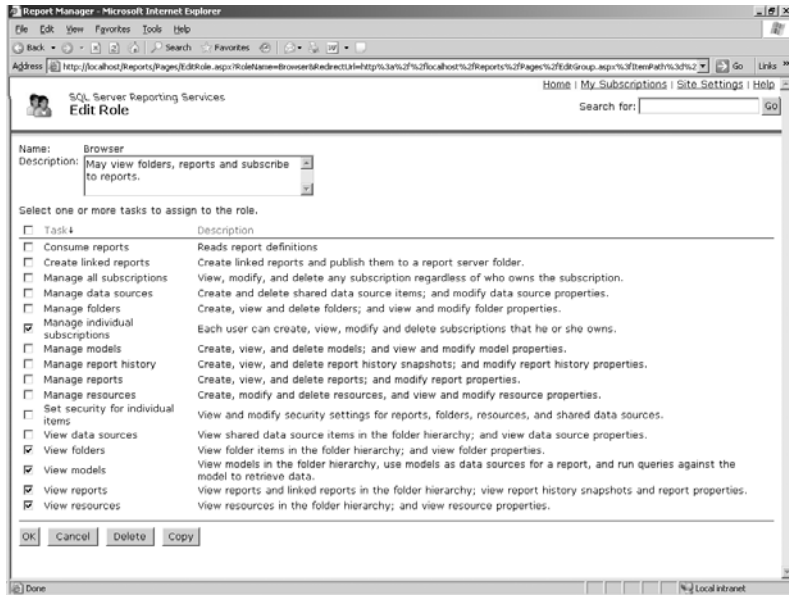 Report Manager - Microsoft Internet Explorer
File Edit View Favorites Tools Help
Back Search Favorites
Address http://localhost/Reports/Pages/EditRole.aspx?RoleName=Browser&RedirectUrl=http%3a%2f%2flocalhost%2fReports%2fPages%2fEditGroup.aspx%3fItemPath%3d%2 Go Links »
Home | My Subscriptions | Site Settings | Help
SQL Server Reporting Services
Edit Role
Search for: Go
Name: Browser
Description: May view folders, reports and subscribe
to reports.
Select one or more tasks to assign to the role.
Task↓ Description
Consume reports Reads report definitions
Create linked reports Create linked reports and publish them to a report server folder.
Manage all subscriptions View, modify, and delete any subscription regardless of who owns the subscription.
Manage data sources Create and delete shared data source items; and modify data source properties.
Manage folders Create, view and delete folders; and view and modify folder properties.
Manage individual
subscriptions Each user can create, view, modify and delete subscriptions that he or she owns.
Manage models Create, view, and delete models; and view and modify model properties.
Manage report history Create, view, and delete report history snapshots; and modify report history properties.
Manage reports Create, view, and delete reports; and modify report properties.
Manage resources Create, modify and delete resources, and view and modify resource properties.
Set security for individual
items View and modify security settings for reports, folders, resources, and shared data sources.
View data sources View shared data source items in the folder hierarchy; and view data source properties.
View folders View folder items in the folder hierarchy; and view folder properties.
View models View models in the folder hierarchy, use models as data sources for a report, and run queries against the
model to retrieve data.
View reports View reports and linked reports in the folder hierarchy; view report history snapshots and report properties.
View resources View resources in the folder hierarchy; and view resource properties.
OK Cancel Delete Copy
Done Local intranet